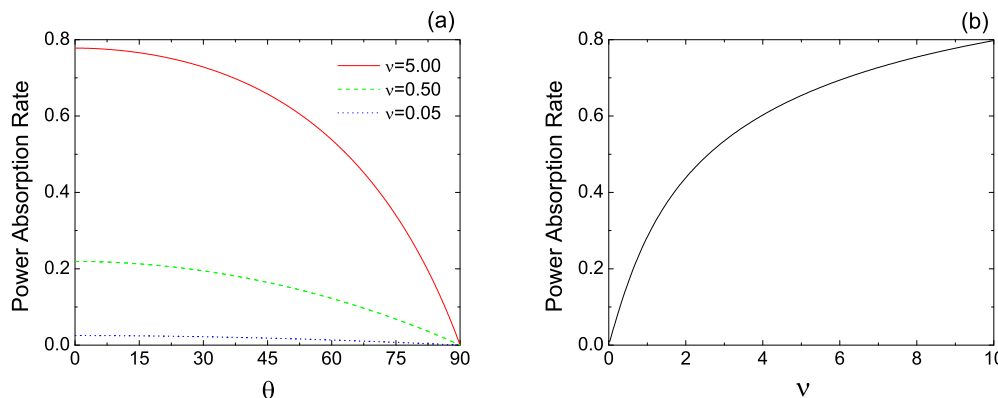 (a)
Power Absorption Rate
0.8
0.6
0.4
0.2
0.0
ν=5.00
ν=0.50
ν=0.05
0 15 30 45 60 75 90
θ
(b)
Power Absorption Rate
0.8
0.6
0.4
0.2
0.0
0 2 4 6 8 10
ν